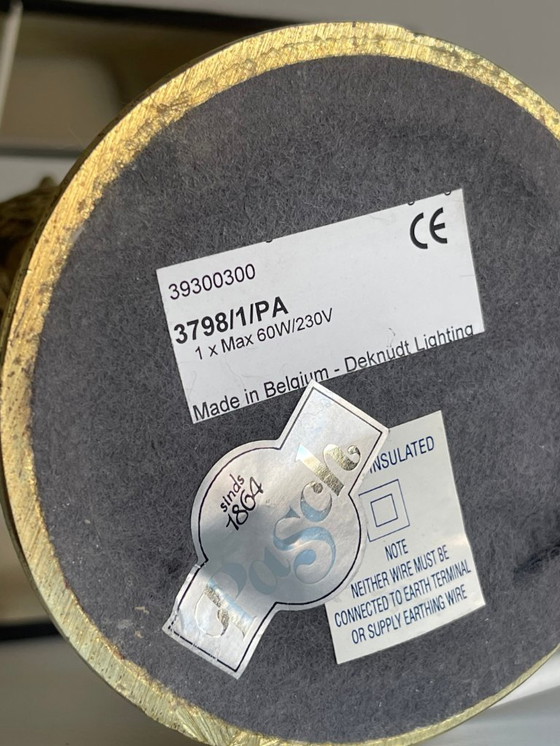 CE
39300300
3798/1/PA
1 x Max 60W/230V
Made in Belgium - Deknudt Lighting
sinds
1864
INSULATED
NOTE
NEITHER WIRE MUST BE
CONNECTED TO EARTH TERMINAL
OR SUPPLY EARTHING WIRE